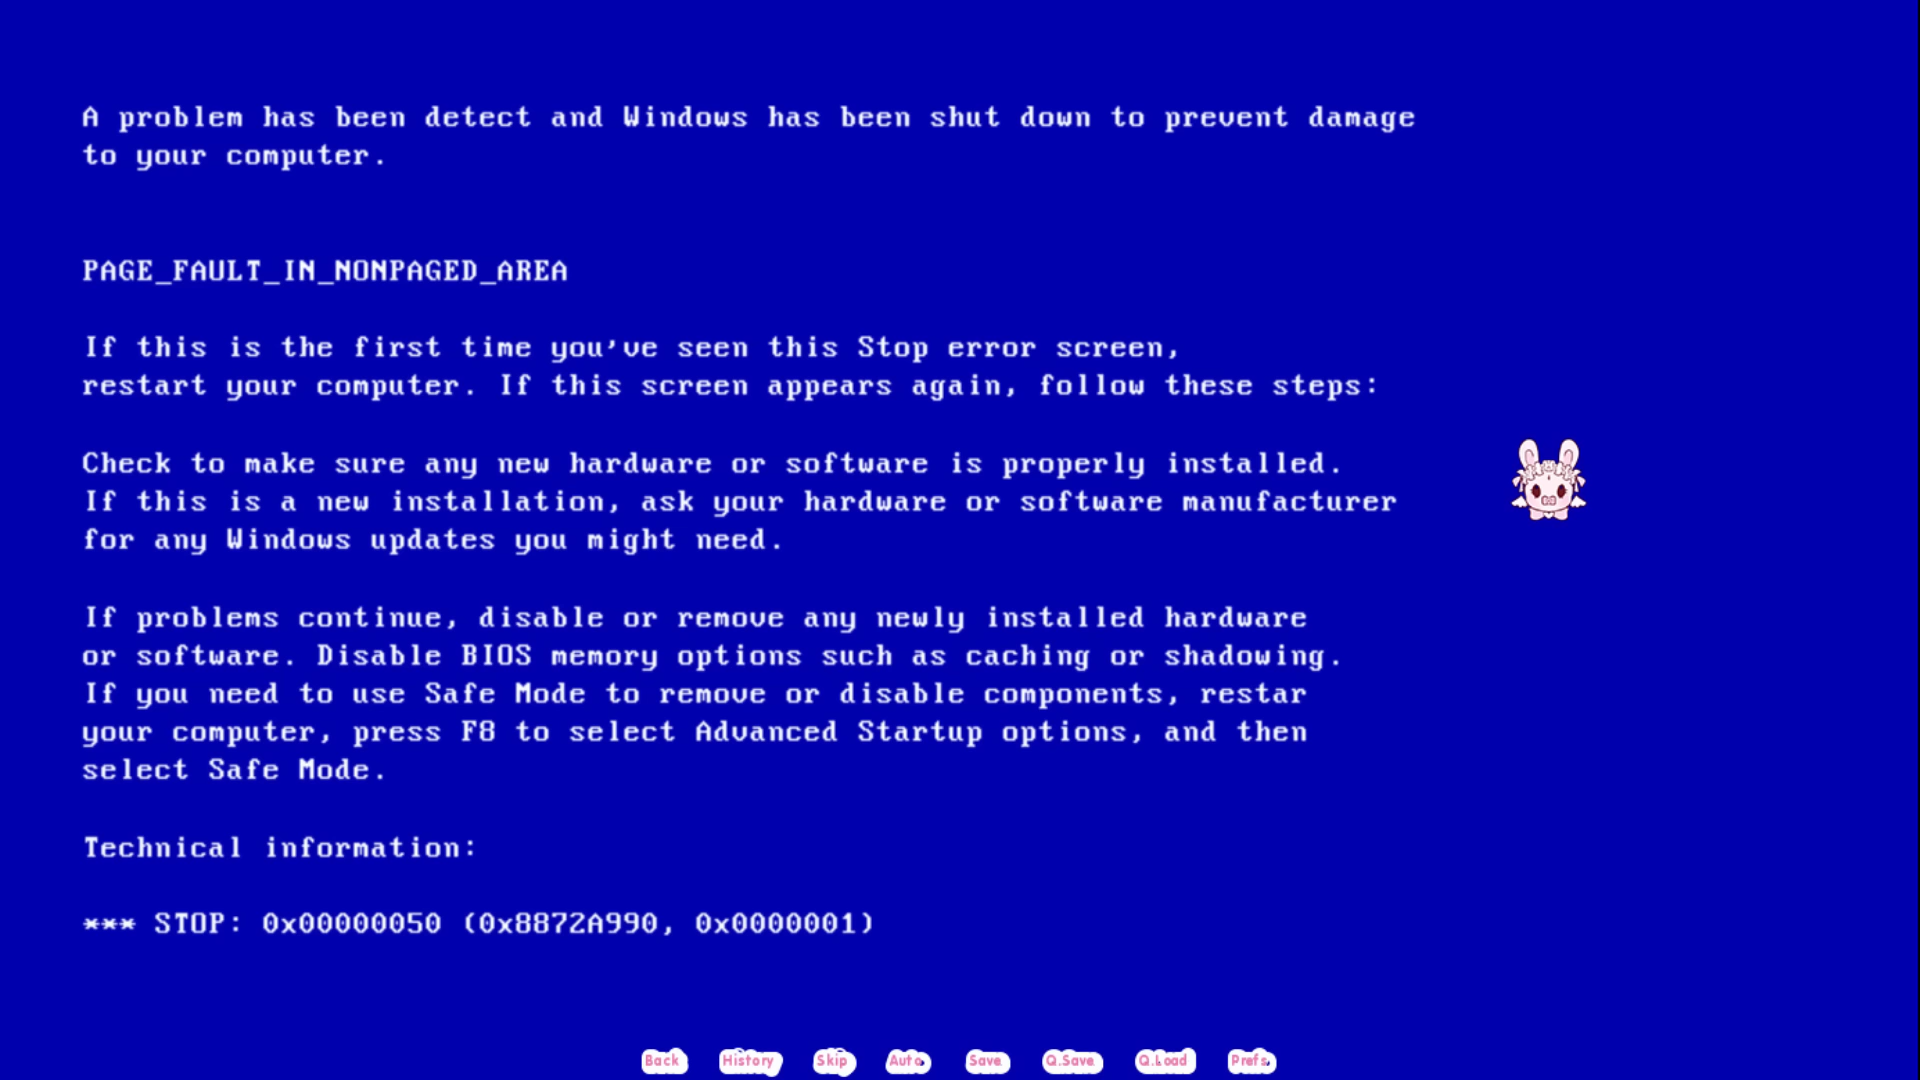 A problem has been detect and Windows has been shut down to prevent damage
to your computer.
PAGE_FAULT_IN_NONPAGED_AREA
If this is the first time you've seen this Stop error screen,
restart your computer. If this screen appears again, follow these steps:
Check to make sure any new hardware or software is properly installed.
If this is a new installation, ask your hardware or software manufacturer
for any Windows updates you might need.
If problems continue, disable or remove any newly installed hardware
or software. Disable BIOS memory options such as caching or shadowing.
If you need to use Safe Mode to remove or disable components, restar
your computer, press F8 to select Advanced Startup options, and then
select Safe Mode.
Technical information:
*** STOP: 0x00000050 (0x8872A990, 0x0000001)
Back History Skip Auto Save Q.Save Q.Load Prefs